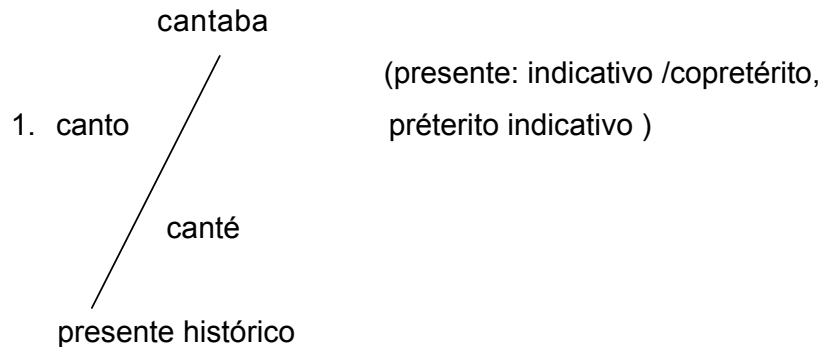 cantaba
(presente: indicativo /copretérito,
1. canto préterito indicativo )
canté
presente histórico